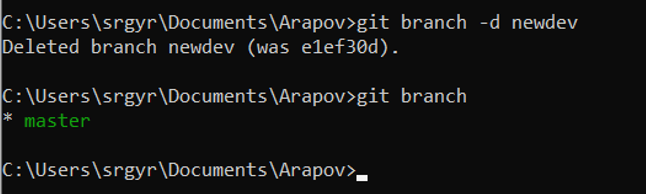 C:\Users\srgyr\Documents\Arapov>git branch -d newdev
Deleted branch newdev (was e1ef30d).
C:\Users\srgyr\Documents\Arapov>git branch
* master
C:\Users\srgyr\Documents\Arapov>